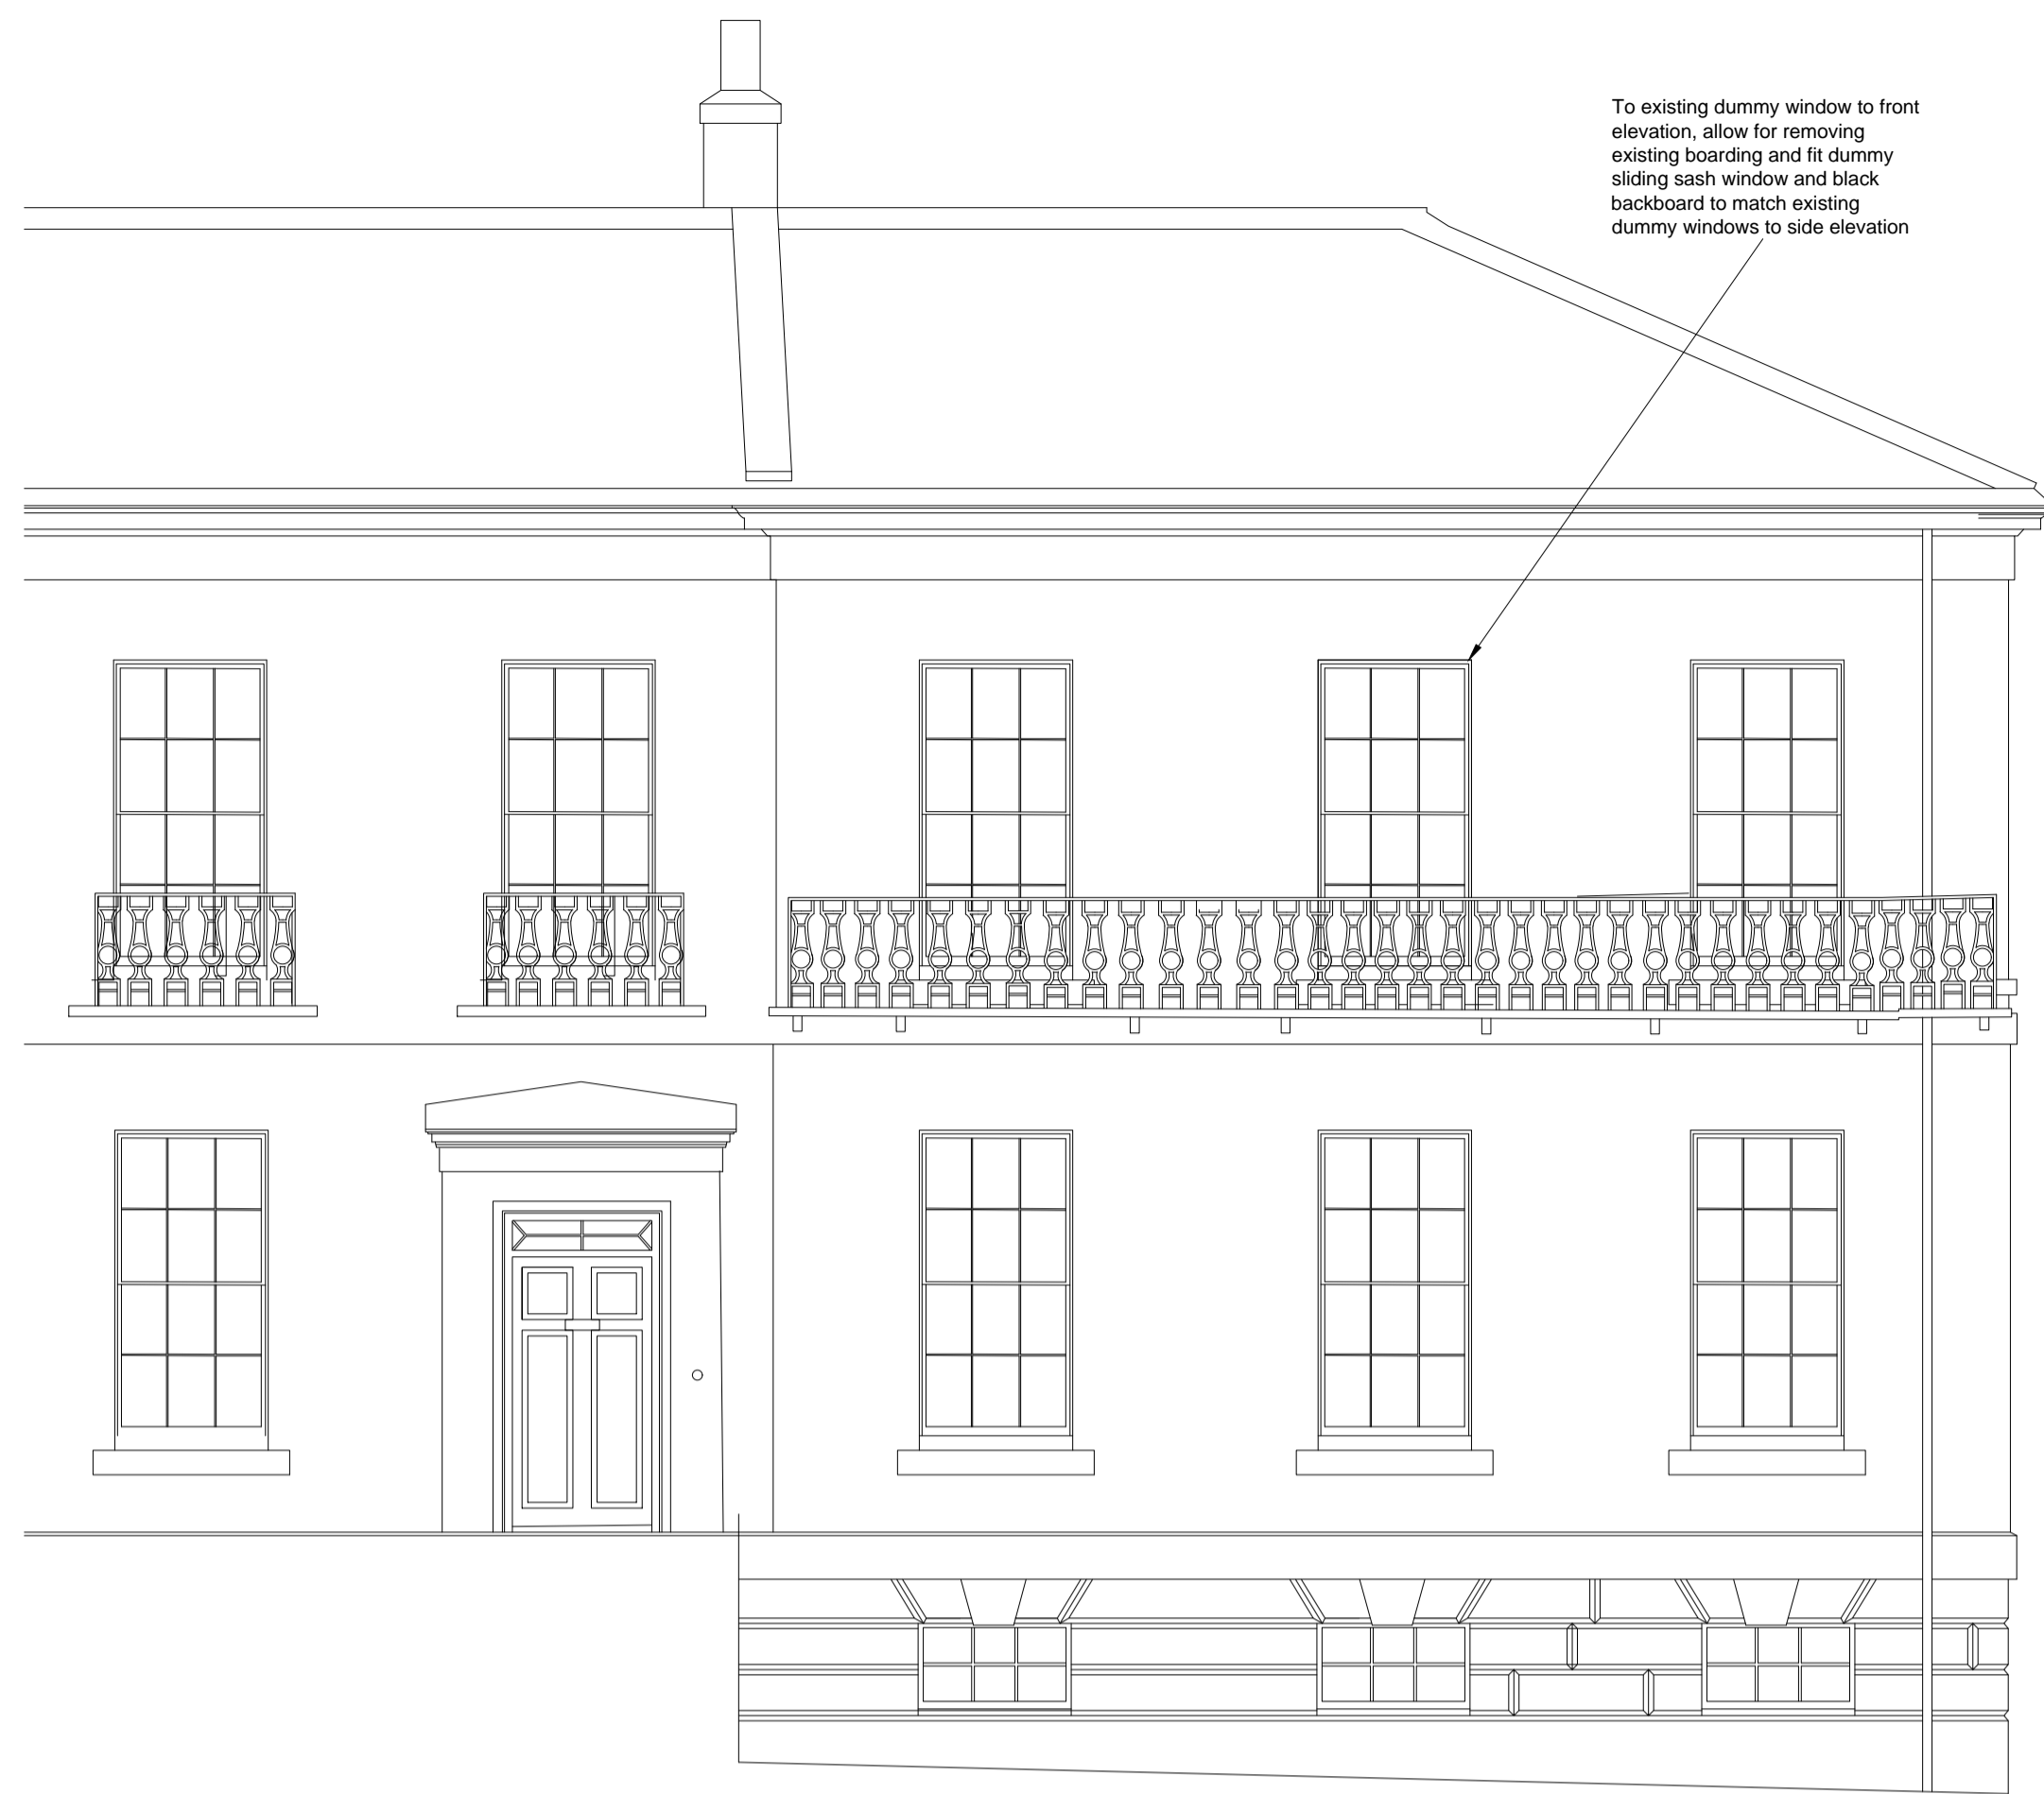 To existing dummy window to front
elevation, allow for removing
existing boarding and fit dummy
sliding sash window and black
backboard to match existing
dummy windows to side elevation